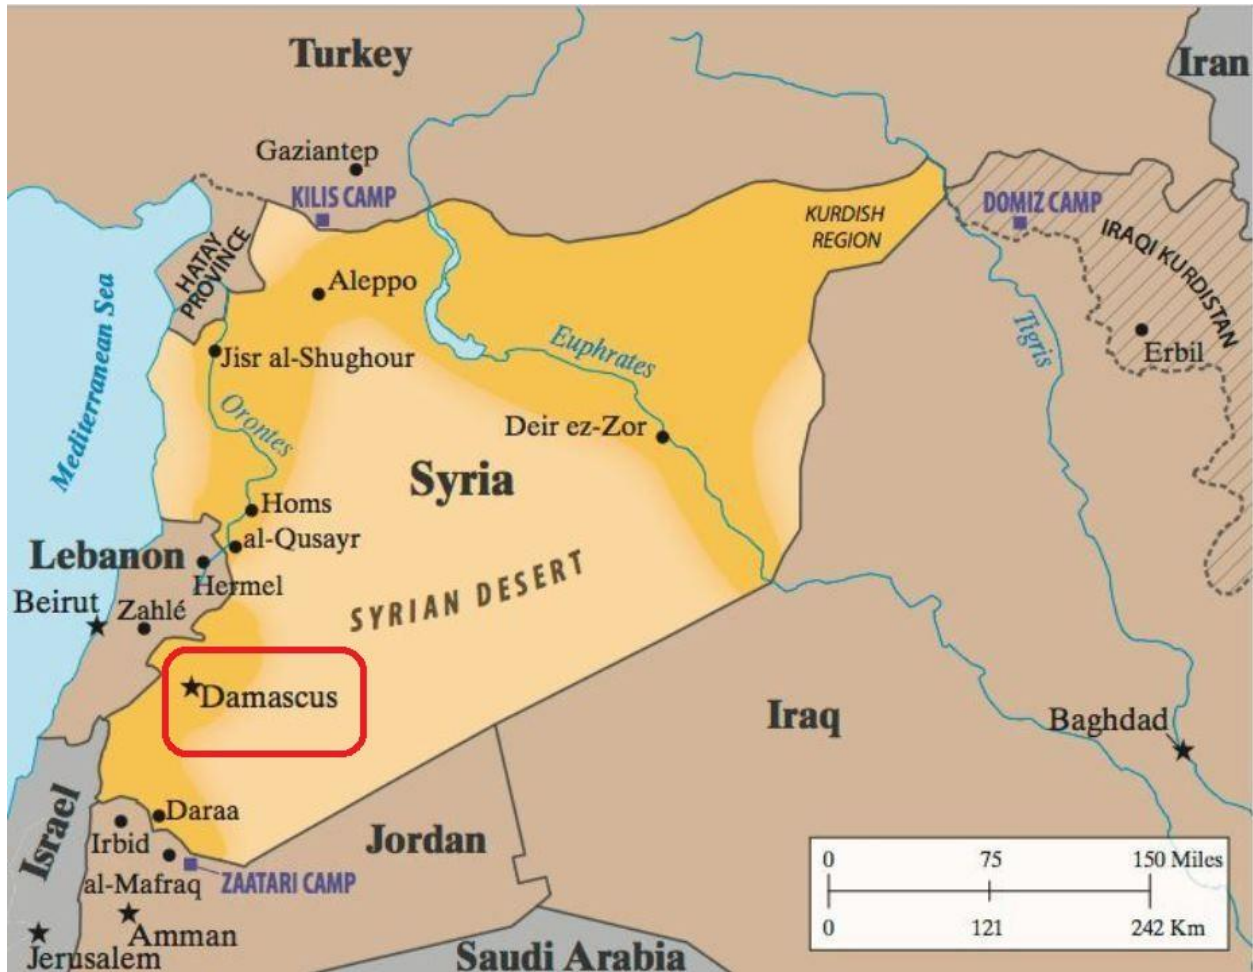 Turkey
Iran
Gaziantep
KILIS CAMP
DOMIZ CAMP
KURDISH
REGION
IRAQI KURDISTAN
HATAY
PROVINCE
Aleppo
Mediterranean Sea
Tigris
Euphrates
Erbil
Jisr al-Shughour
Orontes
Deir ez-Zor
Syria
Homs
al-Qusayr
Lebanon
Hermel
SYRIAN DESERT
Beirut
Zahlé
Damascus
Iraq
Baghdad
Israel
Daraa
Irbid
Jordan
al-Mafraq
ZAATARI CAMP
Amman
Jerusalem
Saudi Arabia
0 75 150 Miles
0 121 242 Km